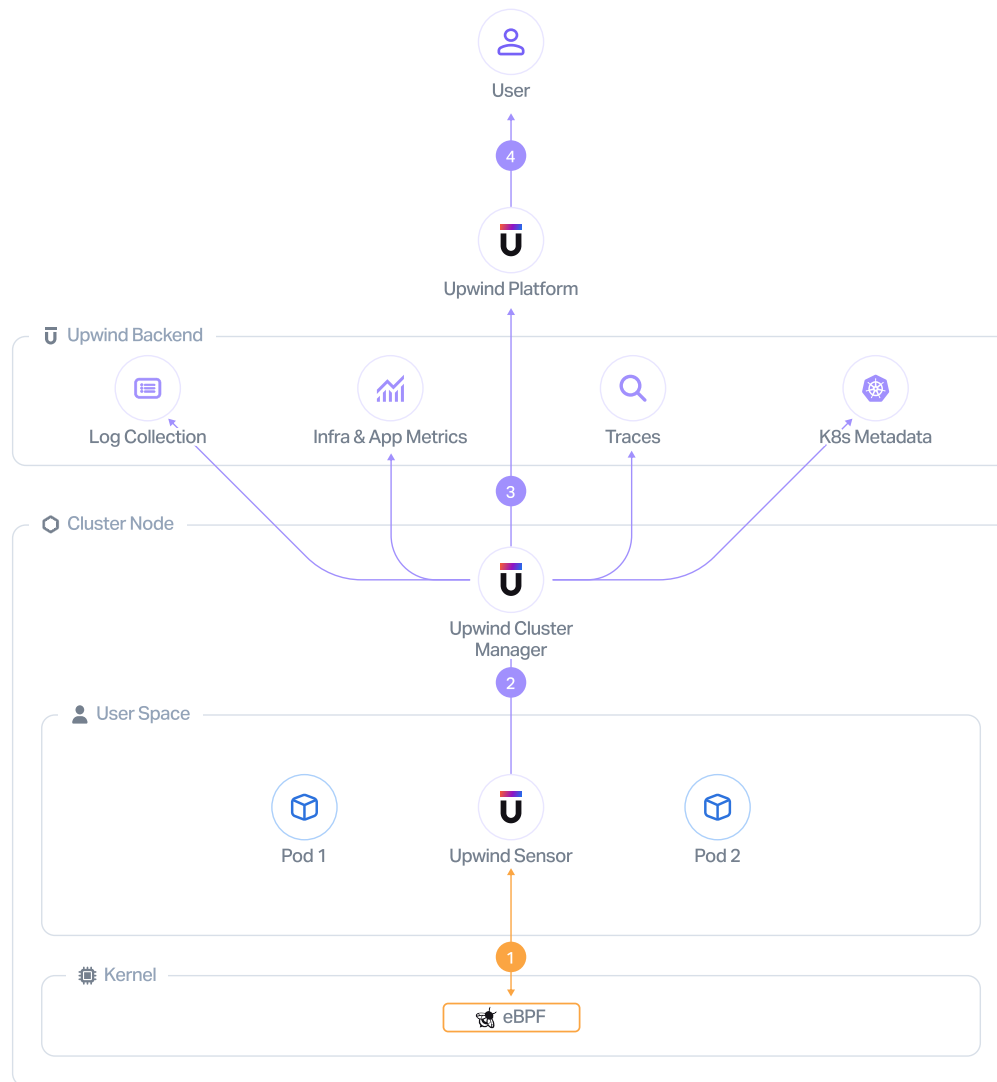 User
4
Upwind Platform
Upwind Backend
Log Collection
Infra & App Metrics
Traces
K8s Metadata
3
Cluster Node
Upwind Cluster
Manager
2
User Space
Pod 1
Upwind Sensor
Pod 2
1
Kernel
eBPF